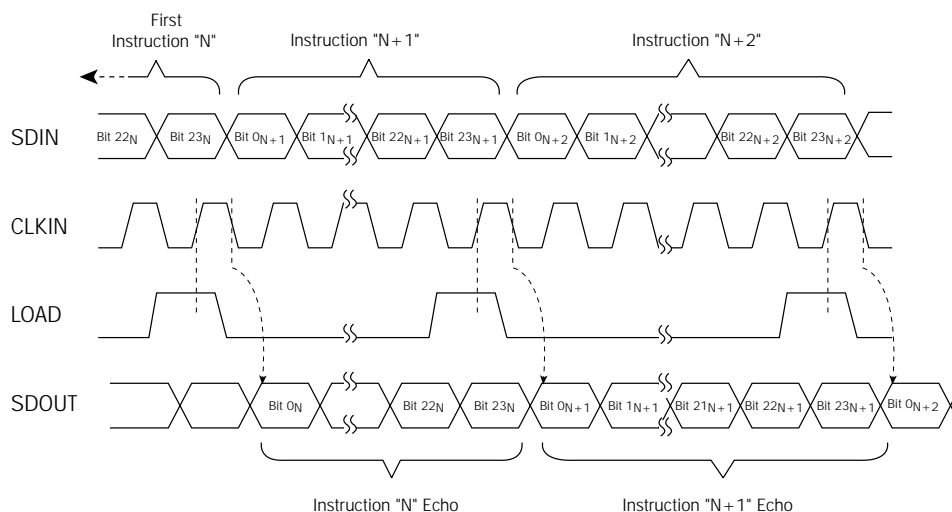 First
Instruction "N"
Instruction "N+1"
Instruction "N+2"
SDIN
Bit 22N
Bit 23N
Bit 0N+1
Bit 1N+1
Bit 22N+1
Bit 23N+1
Bit 0N+2
Bit 1N+2
Bit 22N+2
Bit 23N+2
CLKIN
LOAD
SDOUT
Bit 0N
Bit 22N
Bit 23N
Bit 0N+1
Bit 1N+1
Bit 21N+1
Bit 22N+1
Bit 23N+1
Bit 0N+2
Instruction "N" Echo
Instruction "N+1" Echo